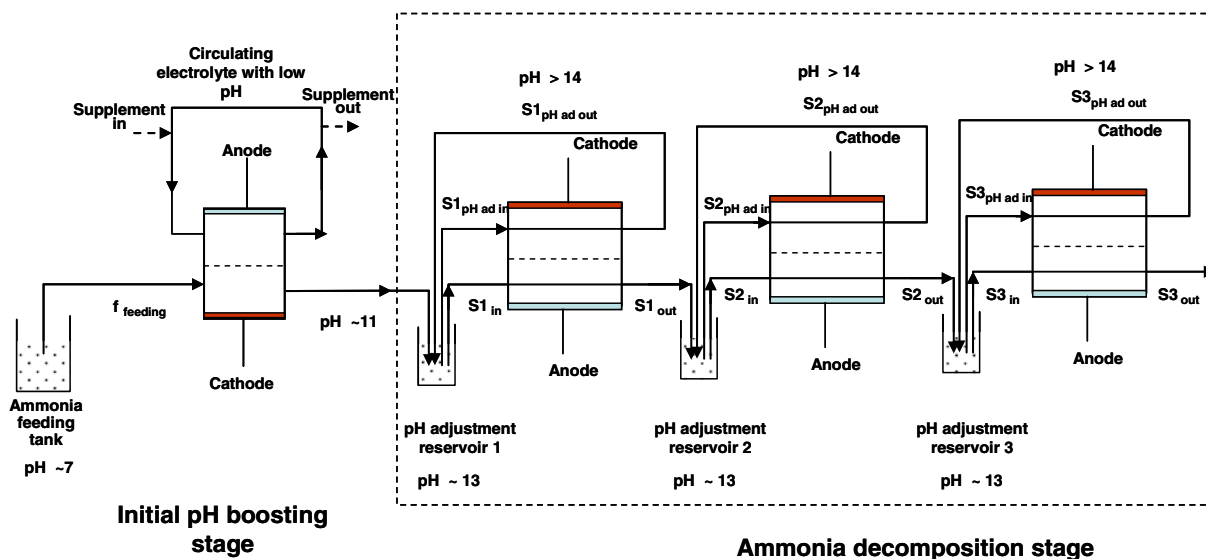 Circulating
electrolyte with low
pH
Supplement
in
Supplement
out
Anode
f feeding
Cathode
pH ~11
Ammonia
feeding
tank
pH ~7
Initial pH boosting
stage
pH > 14
S1pH ad out
Cathode
S1pH ad in
S1 in
S1 out
Anode
pH adjustment
reservoir 1
pH ~ 13
pH > 14
S2pH ad out
Cathode
S2pH ad in
S2 in
S2 out
Anode
pH adjustment
reservoir 2
pH ~ 13
pH > 14
S3pH ad out
Cathode
S3pH ad in
S3 in
S3 out
Anode
pH adjustment
reservoir 3
pH ~ 13
Ammonia decomposition stage